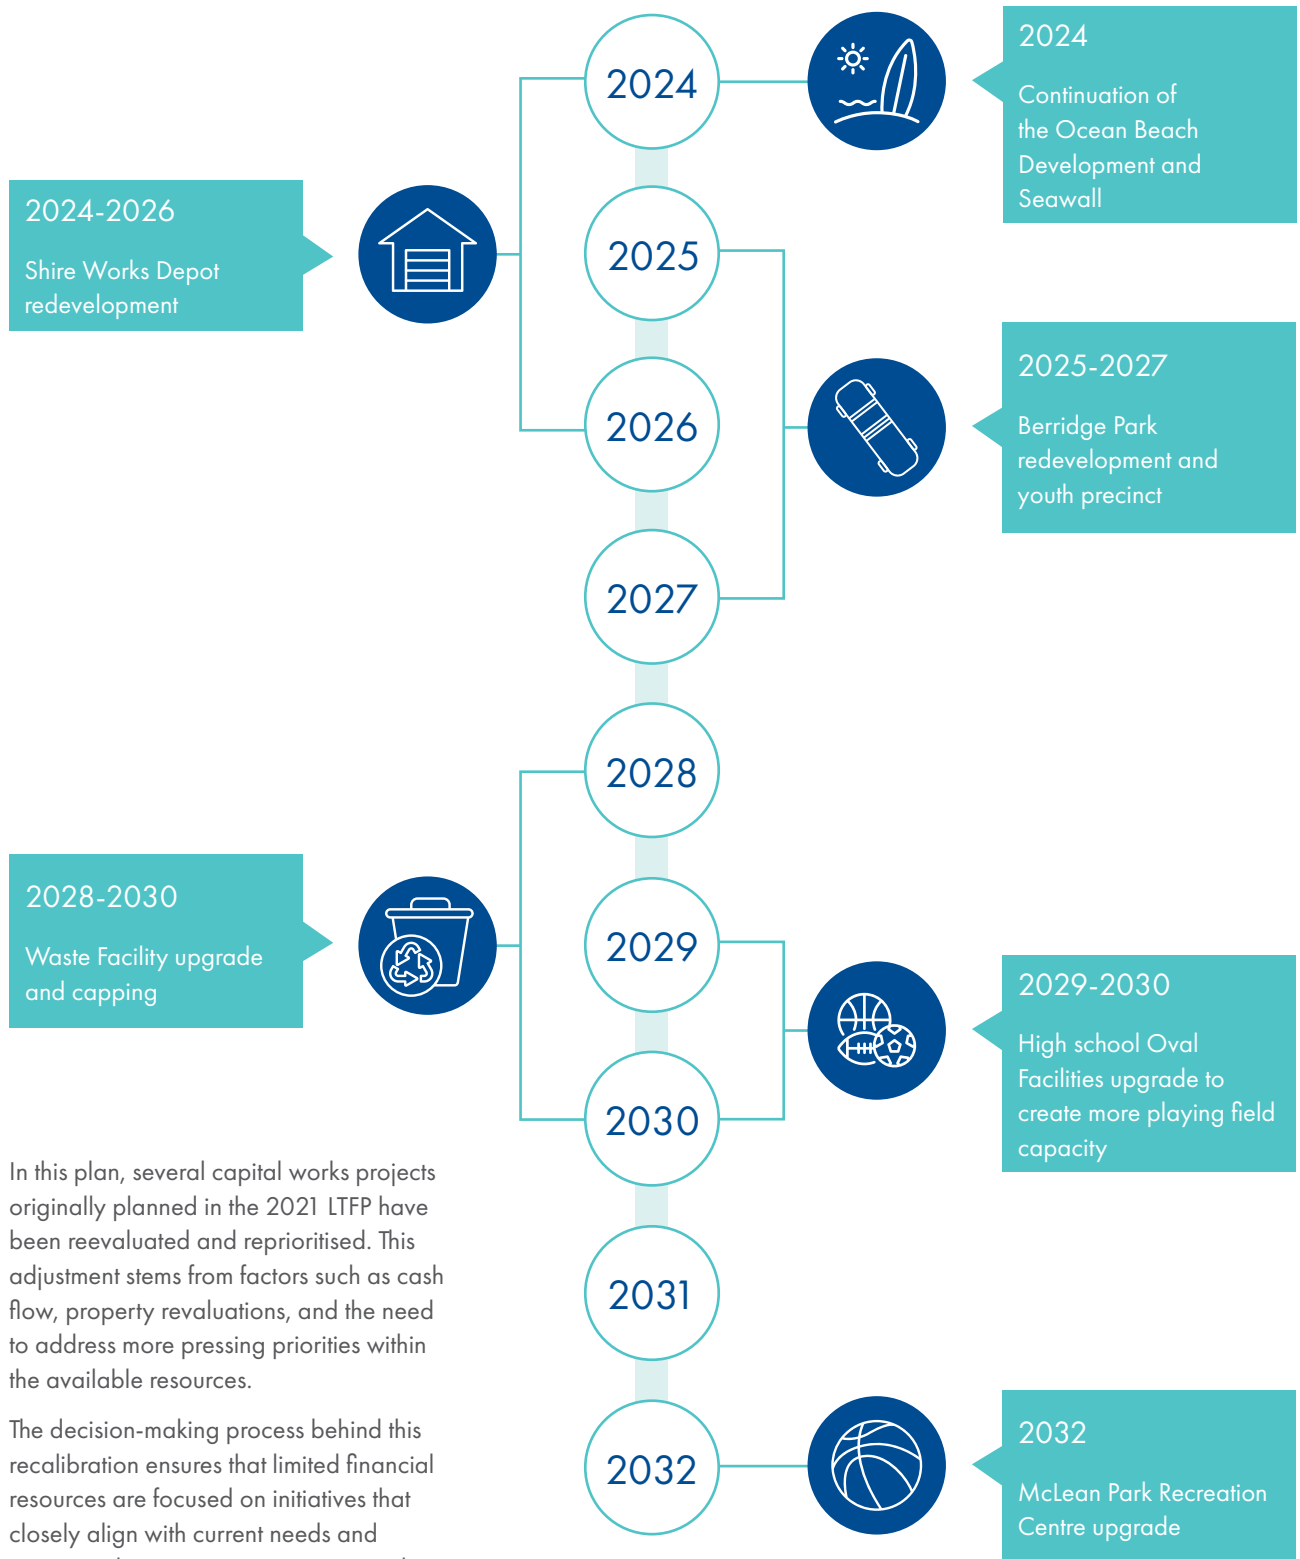 2024
2024
Continuation of
the Ocean Beach
Development and
Seawall
2024-2026
Shire Works Depot
redevelopment
2025
2026
2025-2027
Berridge Park
redevelopment and
youth precinct
2027
2028
2028-2030
Waste Facility upgrade
and capping
2029
2029-2030
High school Oval
Facilities upgrade to
create more playing field
capacity
2030
In this plan, several capital works projects
originally planned in the 2021 LTFP have
been reevaluated and reprioritised. This
adjustment stems from factors such as cash
flow, property revaluations, and the need
to address more pressing priorities within
the available resources.
The decision-making process behind this
recalibration ensures that limited financial
resources are focused on initiatives that
closely align with current needs and
2031
2032
2032
McLean Park Recreation
Centre upgrade